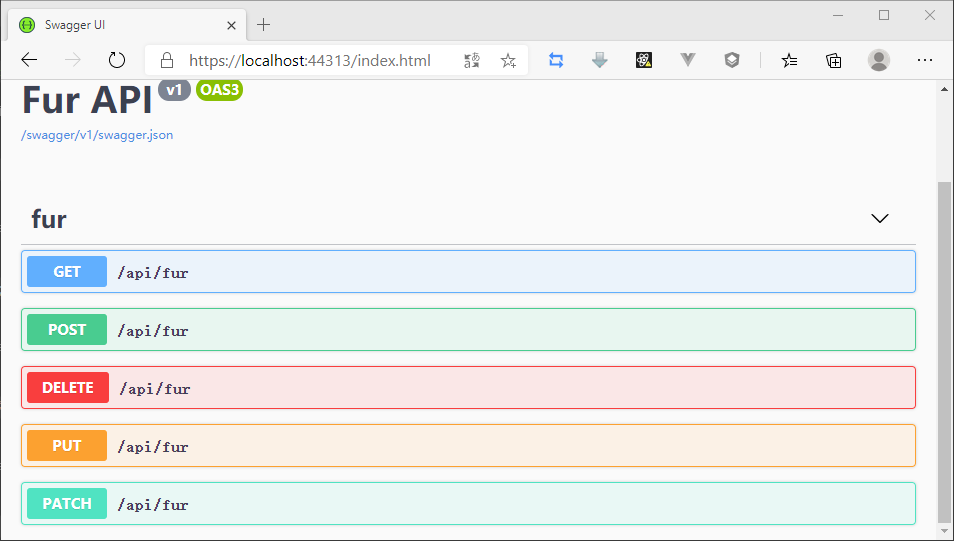 Swagger UI
https://localhost:44313/index.html
Fur API v1 OAS3
/swagger/v1/swagger.json
fur
GET /api/fur
POST /api/fur
DELETE /api/fur
PUT /api/fur
PATCH /api/fur